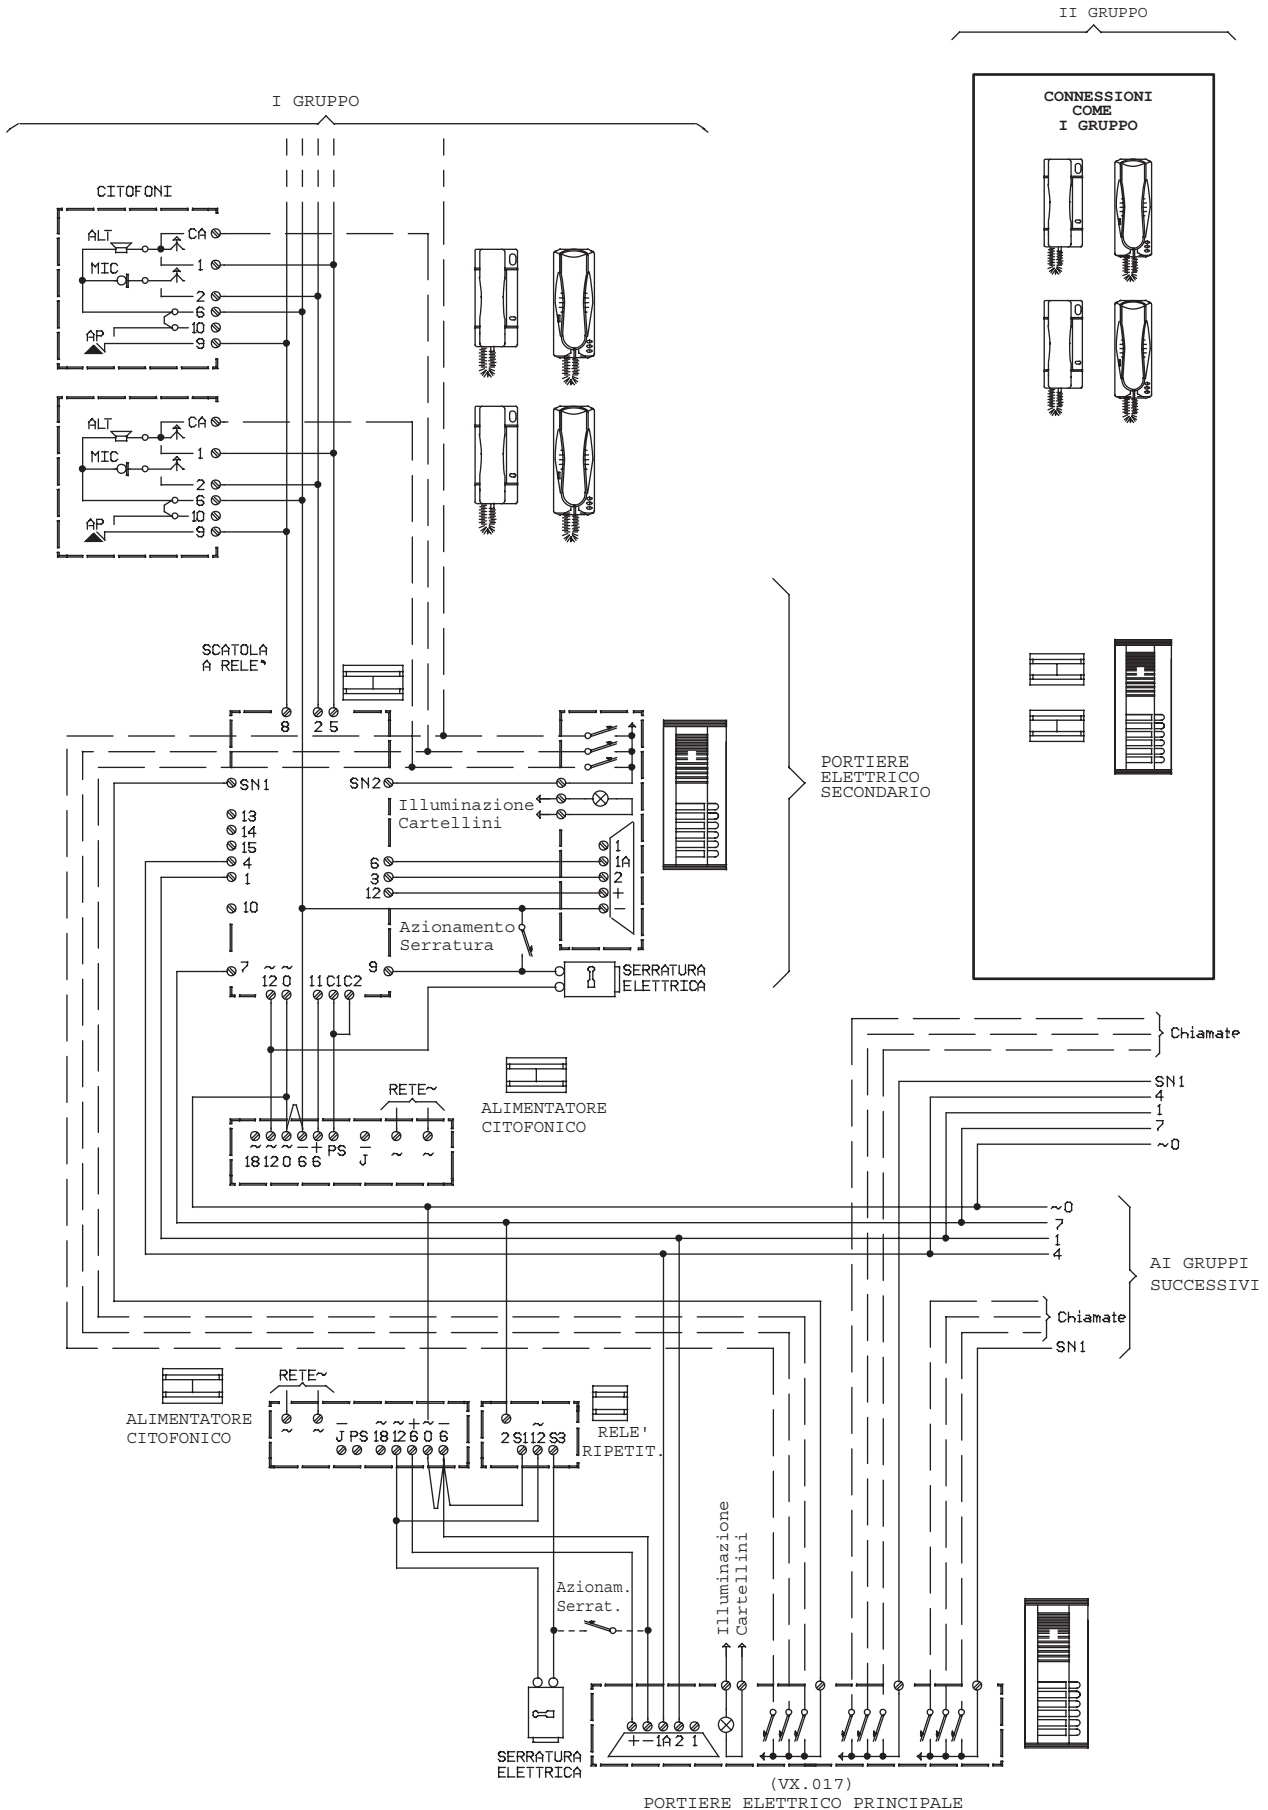 II GRUPPO
I GRUPPO
CONNESSIONI
COME
I GRUPPO
CITOFONI
ALT
CA
MIC
1
2
6
10
AP
9
ALT
CA
MIC
1
2
6
10
AP
9
SCATOLA
A RELE'
8 2 5
SN1
SN2
13
14
15
4
1
10
7
6
3
12
9
~ ~
12 0 11 C1 C2
Illuminazione
Cartellini
1
1A
2
+
-
Azionamento
Serratura
SERRATURA
ELETTRICA
PORTIERE
ELETTRICO
SECONDARIO
Chiamate
SN1
4
1
7
~0
RETE~
ALIMENTATORE
CITOFONICO
~ ~ ~ - + PS - ~ ~
18 12 0 6 6 J
~0
7
1
4
AI GRUPPI
SUCCESSIVI
Chiamate
SN1
RETE~
ALIMENTATORE
CITOFONICO
~ ~ - ~ ~ + ~ -
J PS 18 12 6 0 6
~
2 S1 12 S3
RELE'
RIPETIT.
Azionam.
Serrat.
Illuminazione
Cartellini
SERRATURA
ELETTRICA
+ - 1A 2 1
(VX.017)
PORTIERE ELETTRICO PRINCIPALE